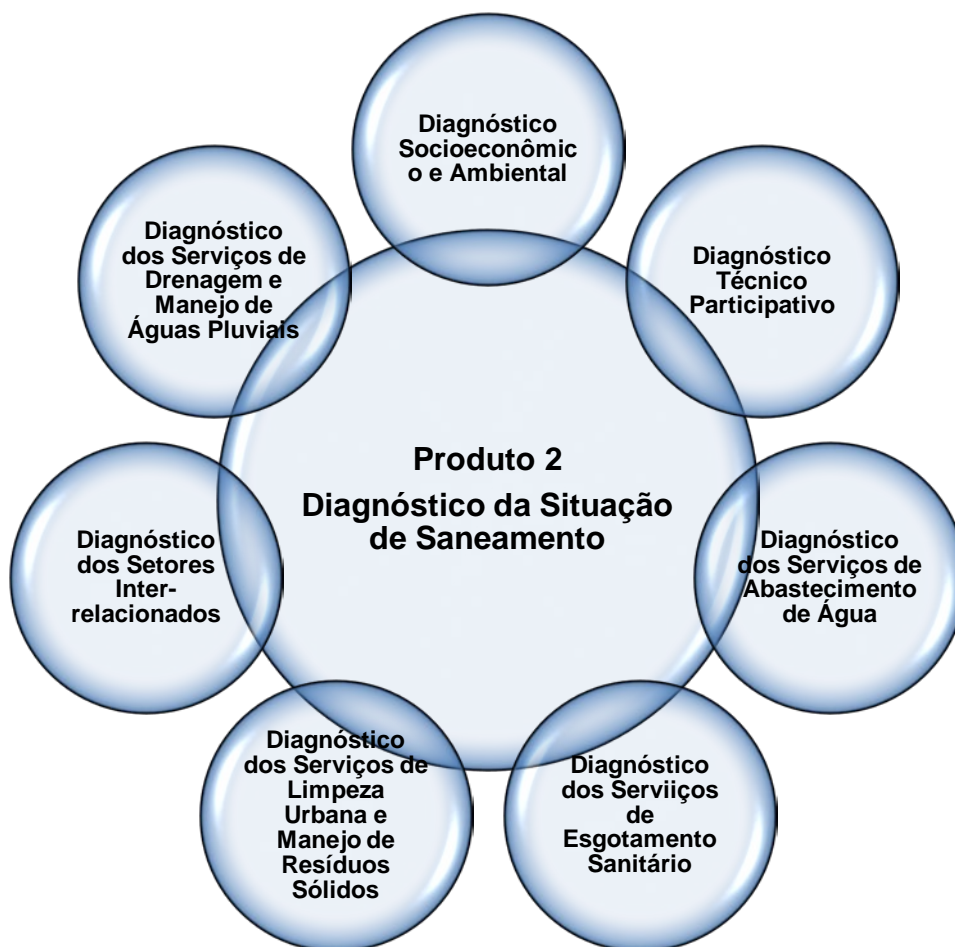 Diagnóstico
Socioeconômic
o e Ambiental
Diagnóstico
Técnico
Participativo
Diagnóstico
dos Serviços de
Abastecimento
de Água
Diagnóstico
dos Serviiços
de
Esgotamento
Sanitário
Diagnóstico
dos Serviços de
Limpeza
Urbana e
Manejo de
Resíduos
Sólidos
Diagnóstico
dos Setores
Inter-
relacionados
Diagnóstico
dos Serviços de
Drenagem e
Manejo de
Águas Pluviais
Produto 2
Diagnóstico da Situação
de Saneamento